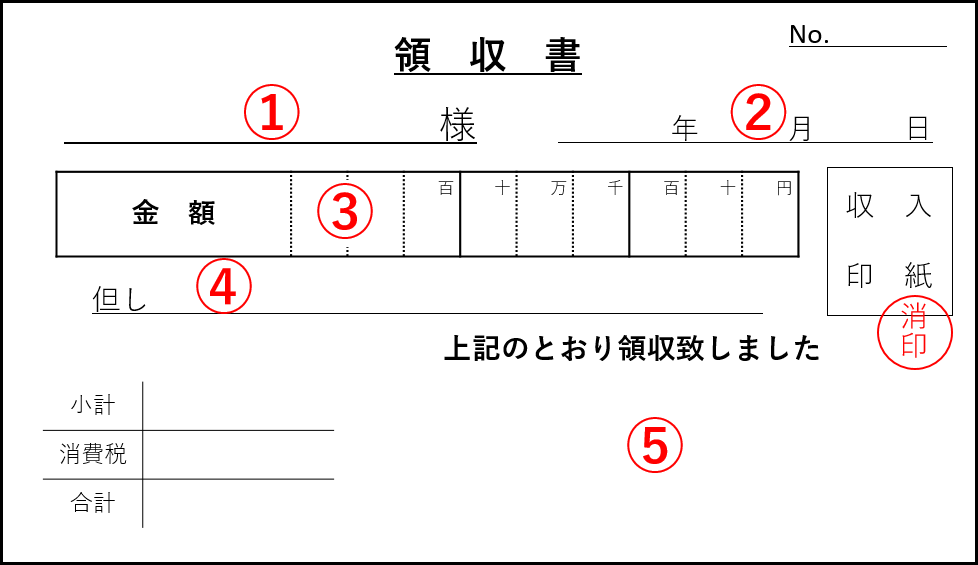 No.
領　収　書
① 様
年 ② 月 日
金　額 ③ 百 十 万 千 百 十 円
収　入
印　紙
消
印
但し ④
上記のとおり領収致しました
小計
消費税
合計
⑤